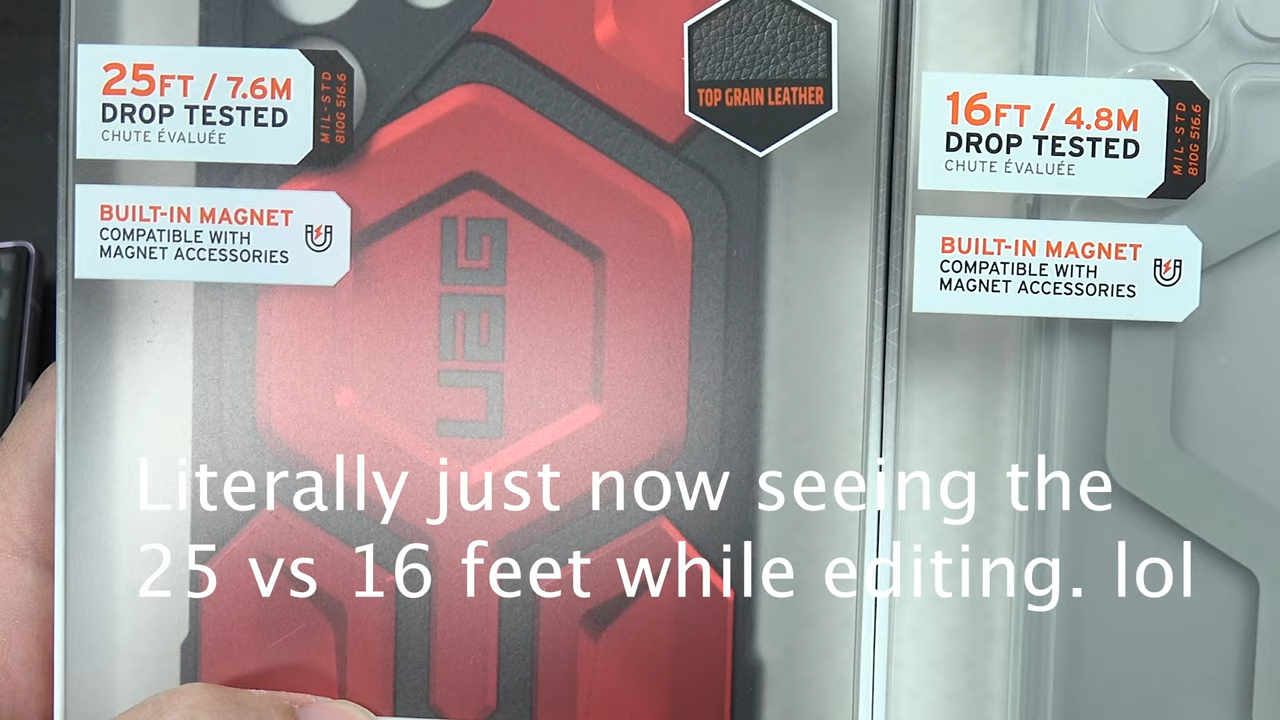 25FT / 7.6M
DROP TESTED
CHUTE ÉVALUÉE
MIL-STD
810G 516.6
BUILT-IN MAGNET
COMPATIBLE WITH
MAGNET ACCESSORIES
TOP GRAIN LEATHER
UAG
16FT / 4.8M
DROP TESTED
CHUTE ÉVALUÉE
MIL-STD
810G 516.6
BUILT-IN MAGNET
COMPATIBLE WITH
MAGNET ACCESSORIES
Literally just now seeing the
25 vs 16 feet while editing. lol